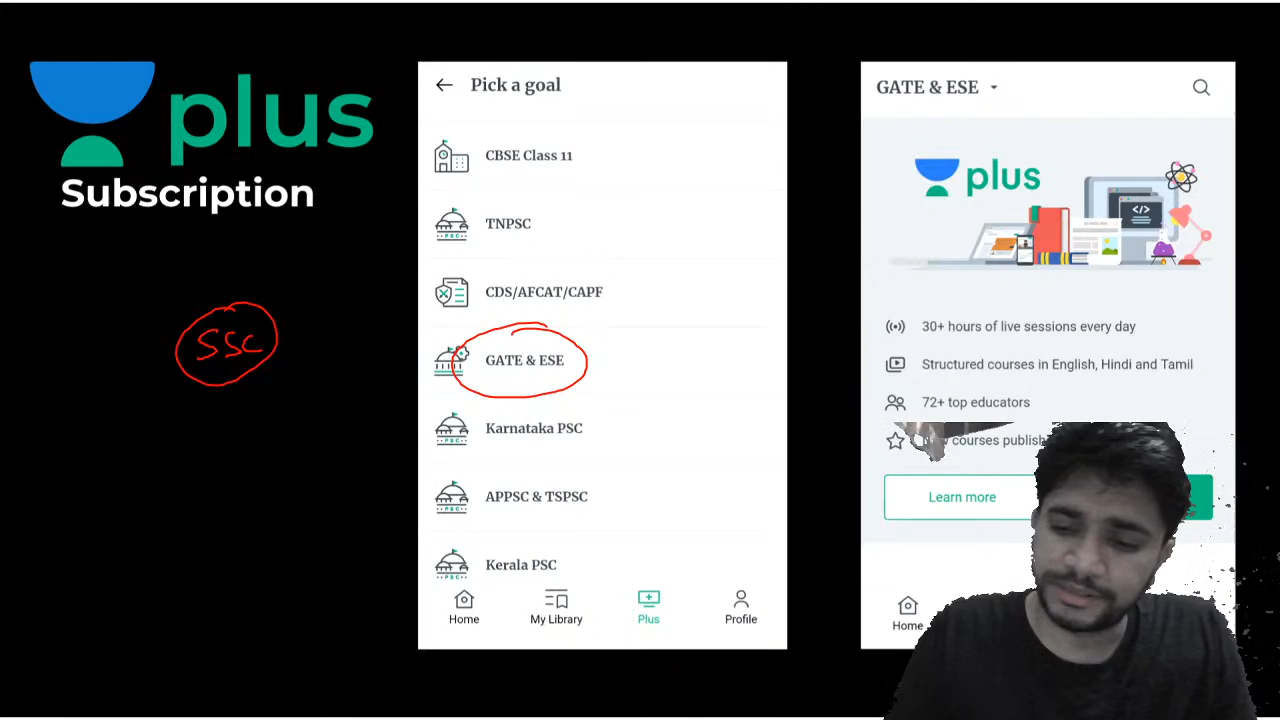 plus
Subscription
SSC
Pick a goal
CBSE Class 11
TNPSC
CDS/AFCAT/CAPF
GATE & ESE
Karnataka PSC
APPSC & TSPSC
Kerala PSC
Home
My Library
Plus
Profile
GATE & ESE
plus
</>
30+ hours of live sessions every day
Structured courses in English, Hindi and Tamil
72+ top educators
courses
Learn more
Home